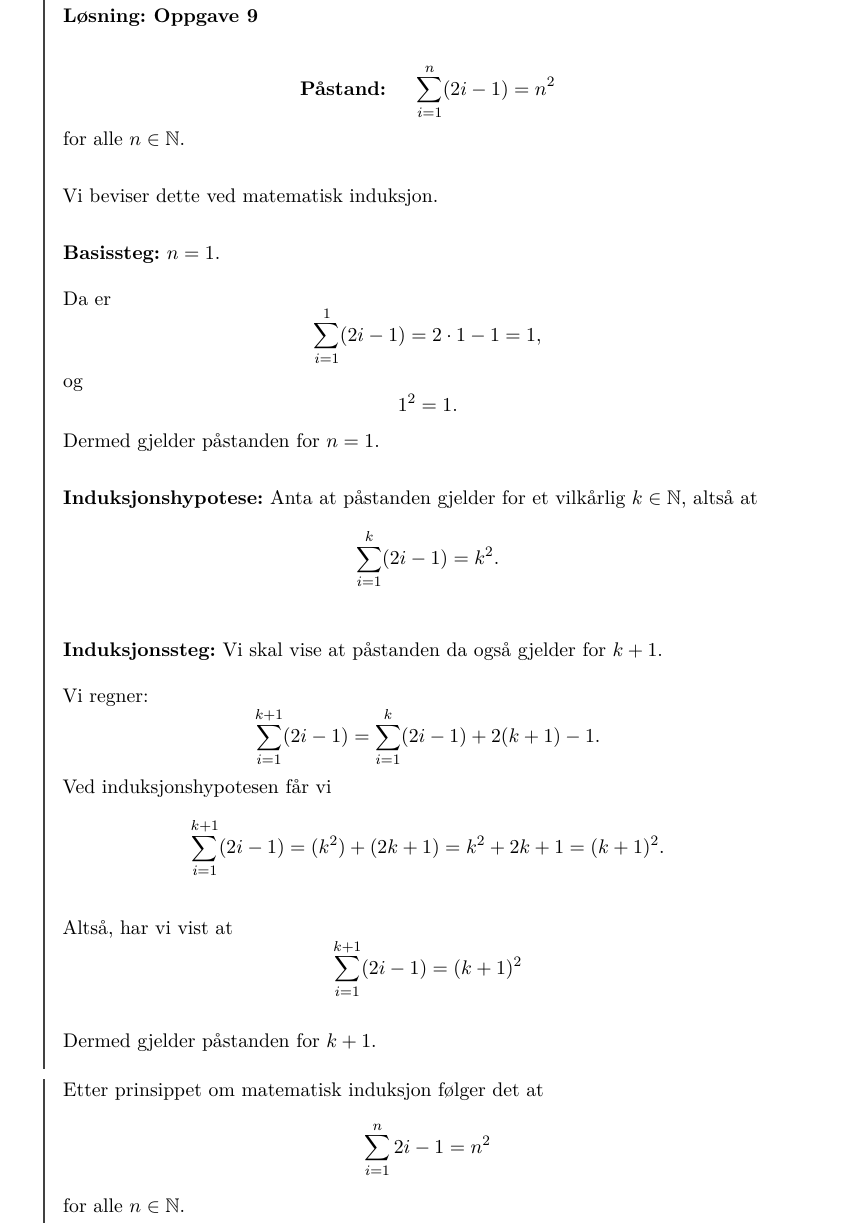 Løsning: Oppgave 9
Påstand: $\sum_{i=1}^{n}(2i-1) = n^2$
for alle $n \in \mathbb{N}$.
Vi beviser dette ved matematisk induksjon.
Basissteg: $n = 1$.
Da er
$\sum_{i=1}^{1}(2i-1) = 2 \cdot 1 - 1 = 1,$
og
$1^2 = 1.$
Dermed gjelder påstanden for $n = 1$.
Induksjonshypotese: Anta at påstanden gjelder for et vilkårlig $k \in \mathbb{N}$, altså at
$\sum_{i=1}^{k}(2i-1) = k^2.$
Induksjonssteg: Vi skal vise at påstanden da også gjelder for $k + 1$.
Vi regner:
$\sum_{i=1}^{k+1}(2i-1) = \sum_{i=1}^{k}(2i-1) + 2(k+1) - 1.$
Ved induksjonshypotesen får vi
$\sum_{i=1}^{k+1}(2i-1) = (k^2) + (2k+1) = k^2 + 2k + 1 = (k+1)^2.$
Altså, har vi vist at
$\sum_{i=1}^{k+1}(2i-1) = (k+1)^2$
Dermed gjelder påstanden for $k + 1$.
Etter prinsippet om matematisk induksjon følger det at
$\sum_{i=1}^{n} 2i - 1 = n^2$
for alle $n \in \mathbb{N}$.